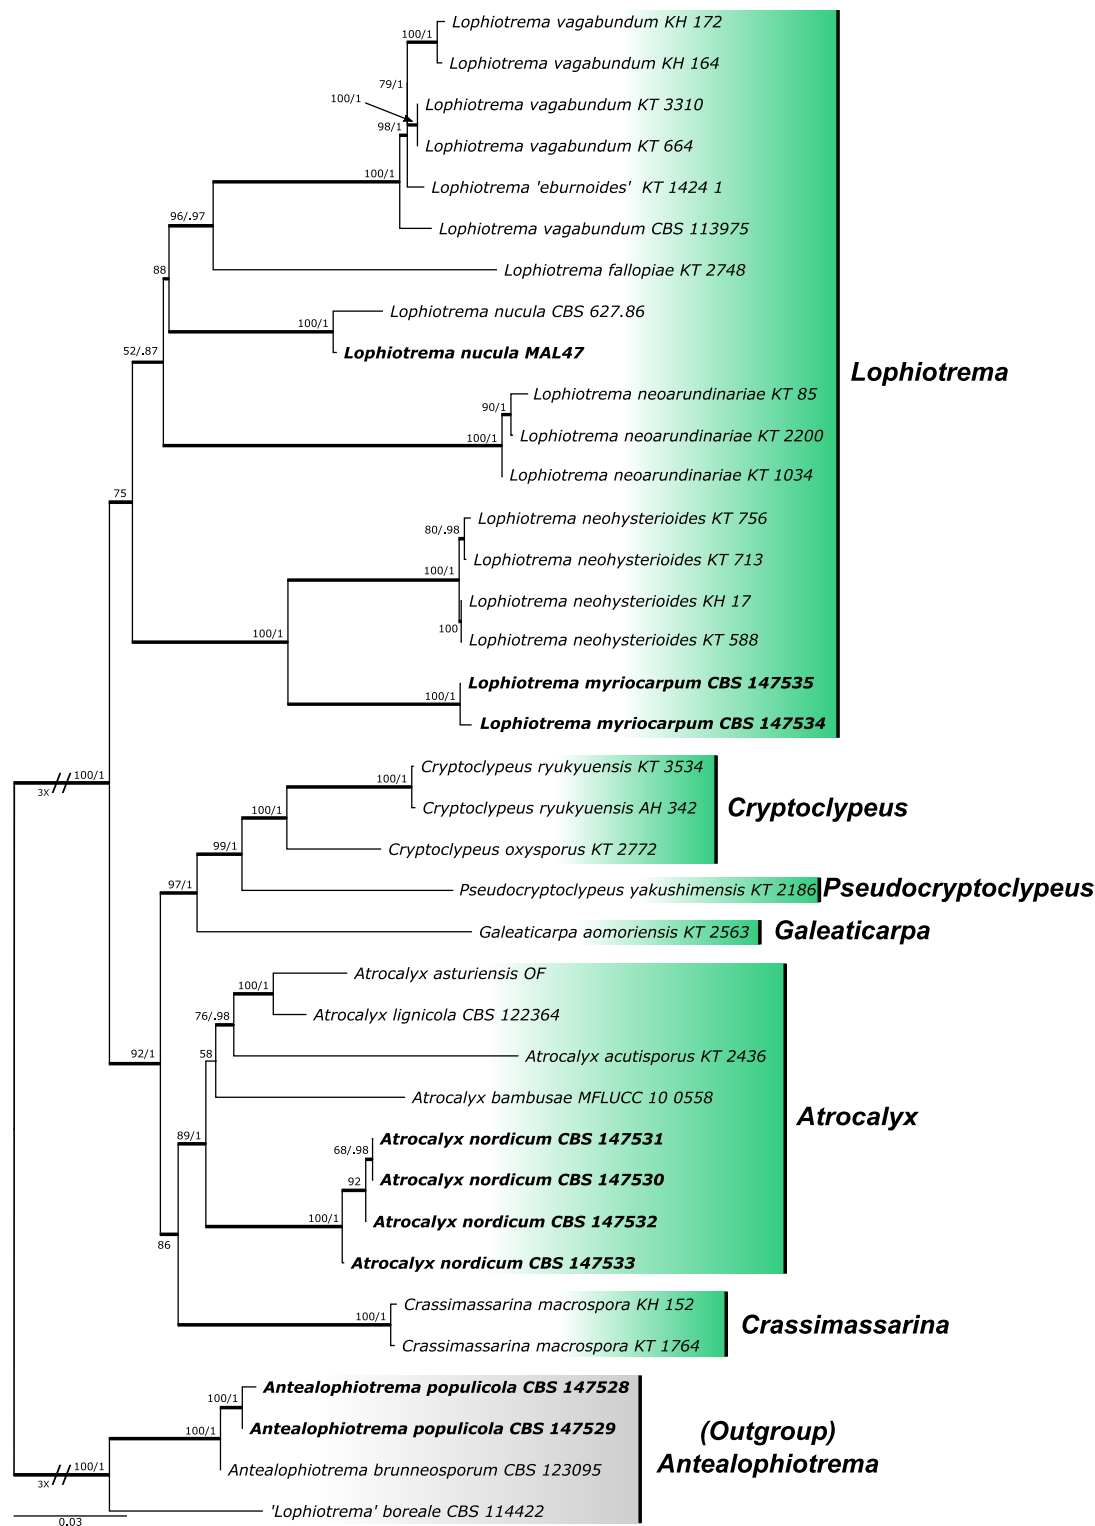 Lophiotrema vagabundum KH 172
100/1
Lophiotrema vagabundum KH 164
79/1
100/1
Lophiotrema vagabundum KT 3310
98/1
Lophiotrema vagabundum KT 664
100/1
Lophiotrema 'eburnoides' KT 1424 1
96/.97
Lophiotrema vagabundum CBS 113975
88
Lophiotrema fallopiae KT 2748
Lophiotrema nucula CBS 627.86
100/1
52/.87
Lophiotrema nucula MAL47
Lophiotrema
Lophiotrema neoarundinariae KT 85
90/1
Lophiotrema neoarundinariae KT 2200
100/1
Lophiotrema neoarundinariae KT 1034
75
Lophiotrema neohysterioides KT 756
80/.98
Lophiotrema neohysterioides KT 713
100/1
Lophiotrema neohysterioides KH 17
100
Lophiotrema neohysterioides KT 588
100/1
Lophiotrema myriocarpum CBS 147535
100/1
Lophiotrema myriocarpum CBS 147534
Cryptoclypeus ryukyuensis KT 3534
100/1
100/1
3X
Cryptoclypeus ryukyuensis AH 342
Cryptoclypeus
100/1
Cryptoclypeus oxysporus KT 2772
99/1
97/1
Pseudocryptoclypeus yakushimensis KT 2186
Pseudocryptoclypeus
Galeaticarpa aomoriensis KT 2563
Galeaticarpa
Atrocalyx asturiensis OF
100/1
Atrocalyx lignicola CBS 122364
76/.98
Atrocalyx acutisporus KT 2436
58
92/1
Atrocalyx bambusae MFLUCC 10 0558
Atrocalyx
89/1
Atrocalyx nordicum CBS 147531
68/.98
Atrocalyx nordicum CBS 147530
92
Atrocalyx nordicum CBS 147532
100/1
86
Atrocalyx nordicum CBS 147533
Crassimassarina macrospora KH 152
100/1
Crassimassarina
Crassimassarina macrospora KT 1764
Antealophiotrema populicola CBS 147528
100/1
Antealophiotrema populicola CBS 147529
(Outgroup)
Antealophiotrema
100/1
Antealophiotrema brunneosporum CBS 123095
100/1
3X
'Lophiotrema' boreale CBS 114422
0.03